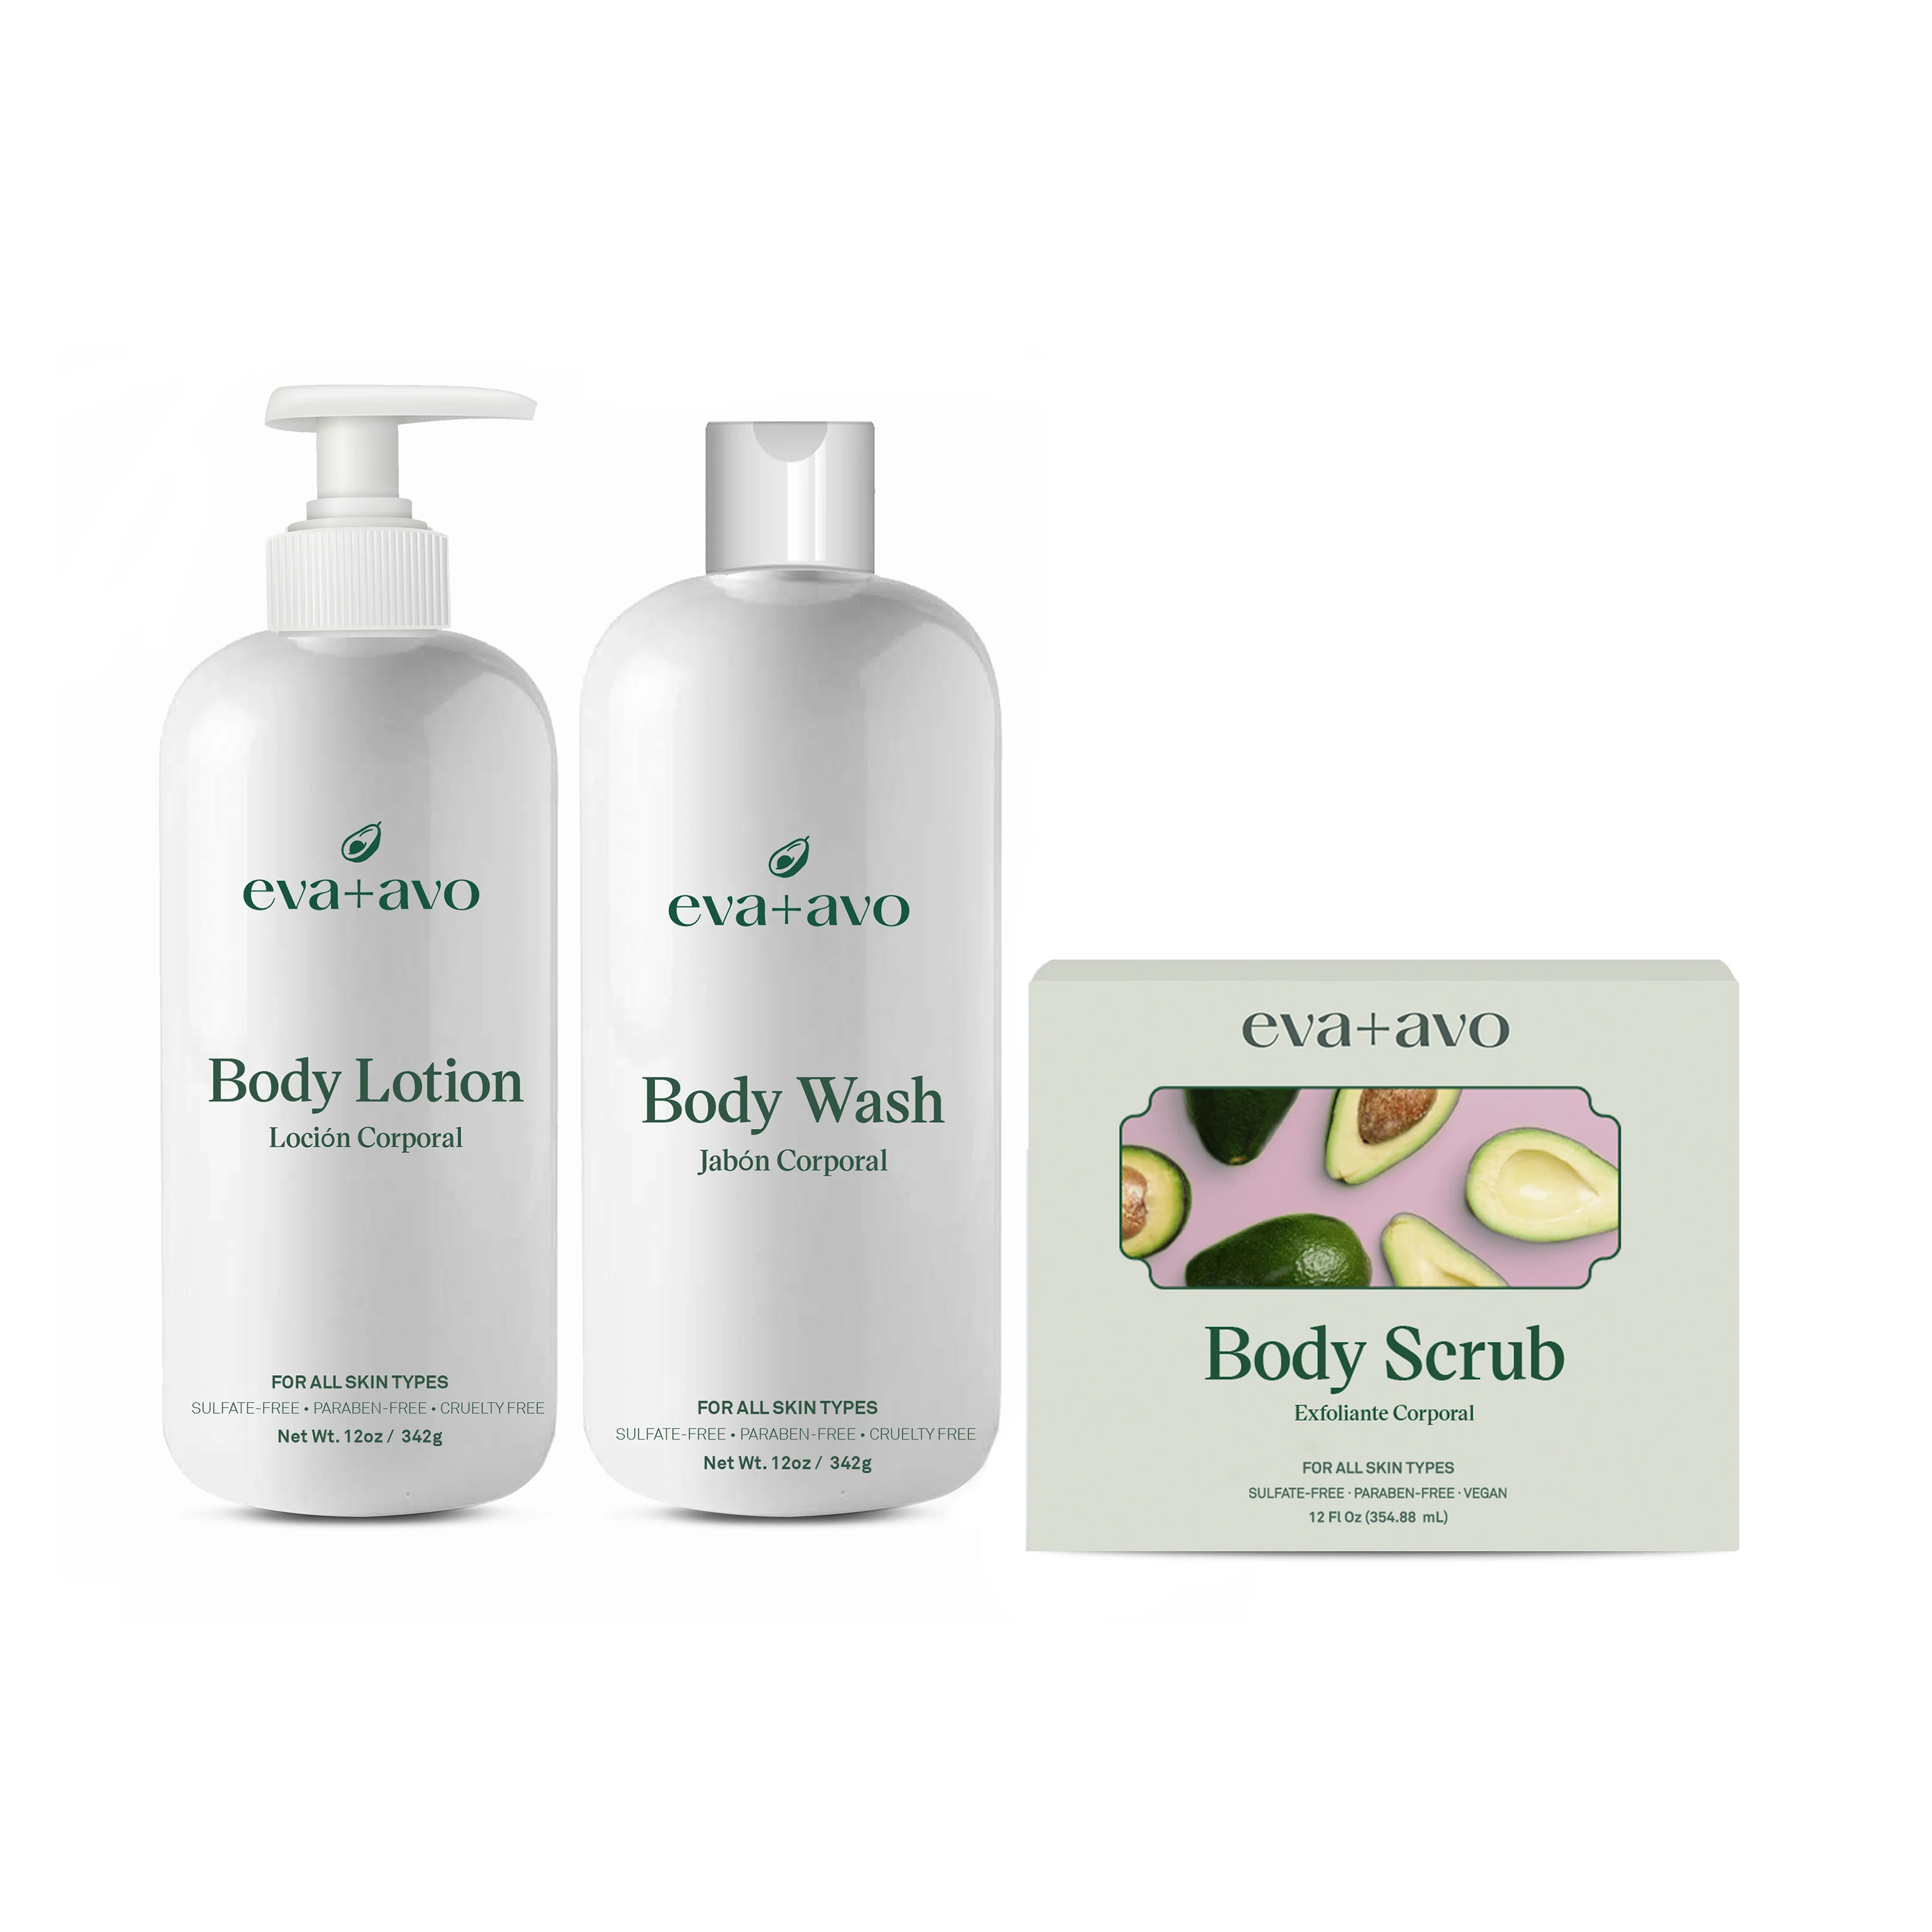 eva+avo
Body Lotion
Loción Corporal
FOR ALL SKIN TYPES
SULFATE-FREE • PARABEN-FREE • CRUELTY FREE
Net Wt. 12oz / 342g
eva+avo
Body Wash
Jabón Corporal
FOR ALL SKIN TYPES
SULFATE-FREE • PARABEN-FREE • CRUELTY FREE
Net Wt. 12oz / 342g
eva+avo
Body Scrub
Exfoliante Corporal
FOR ALL SKIN TYPES
SULFATE-FREE · PARABEN-FREE · VEGAN
12 Fl Oz (354.88 mL)